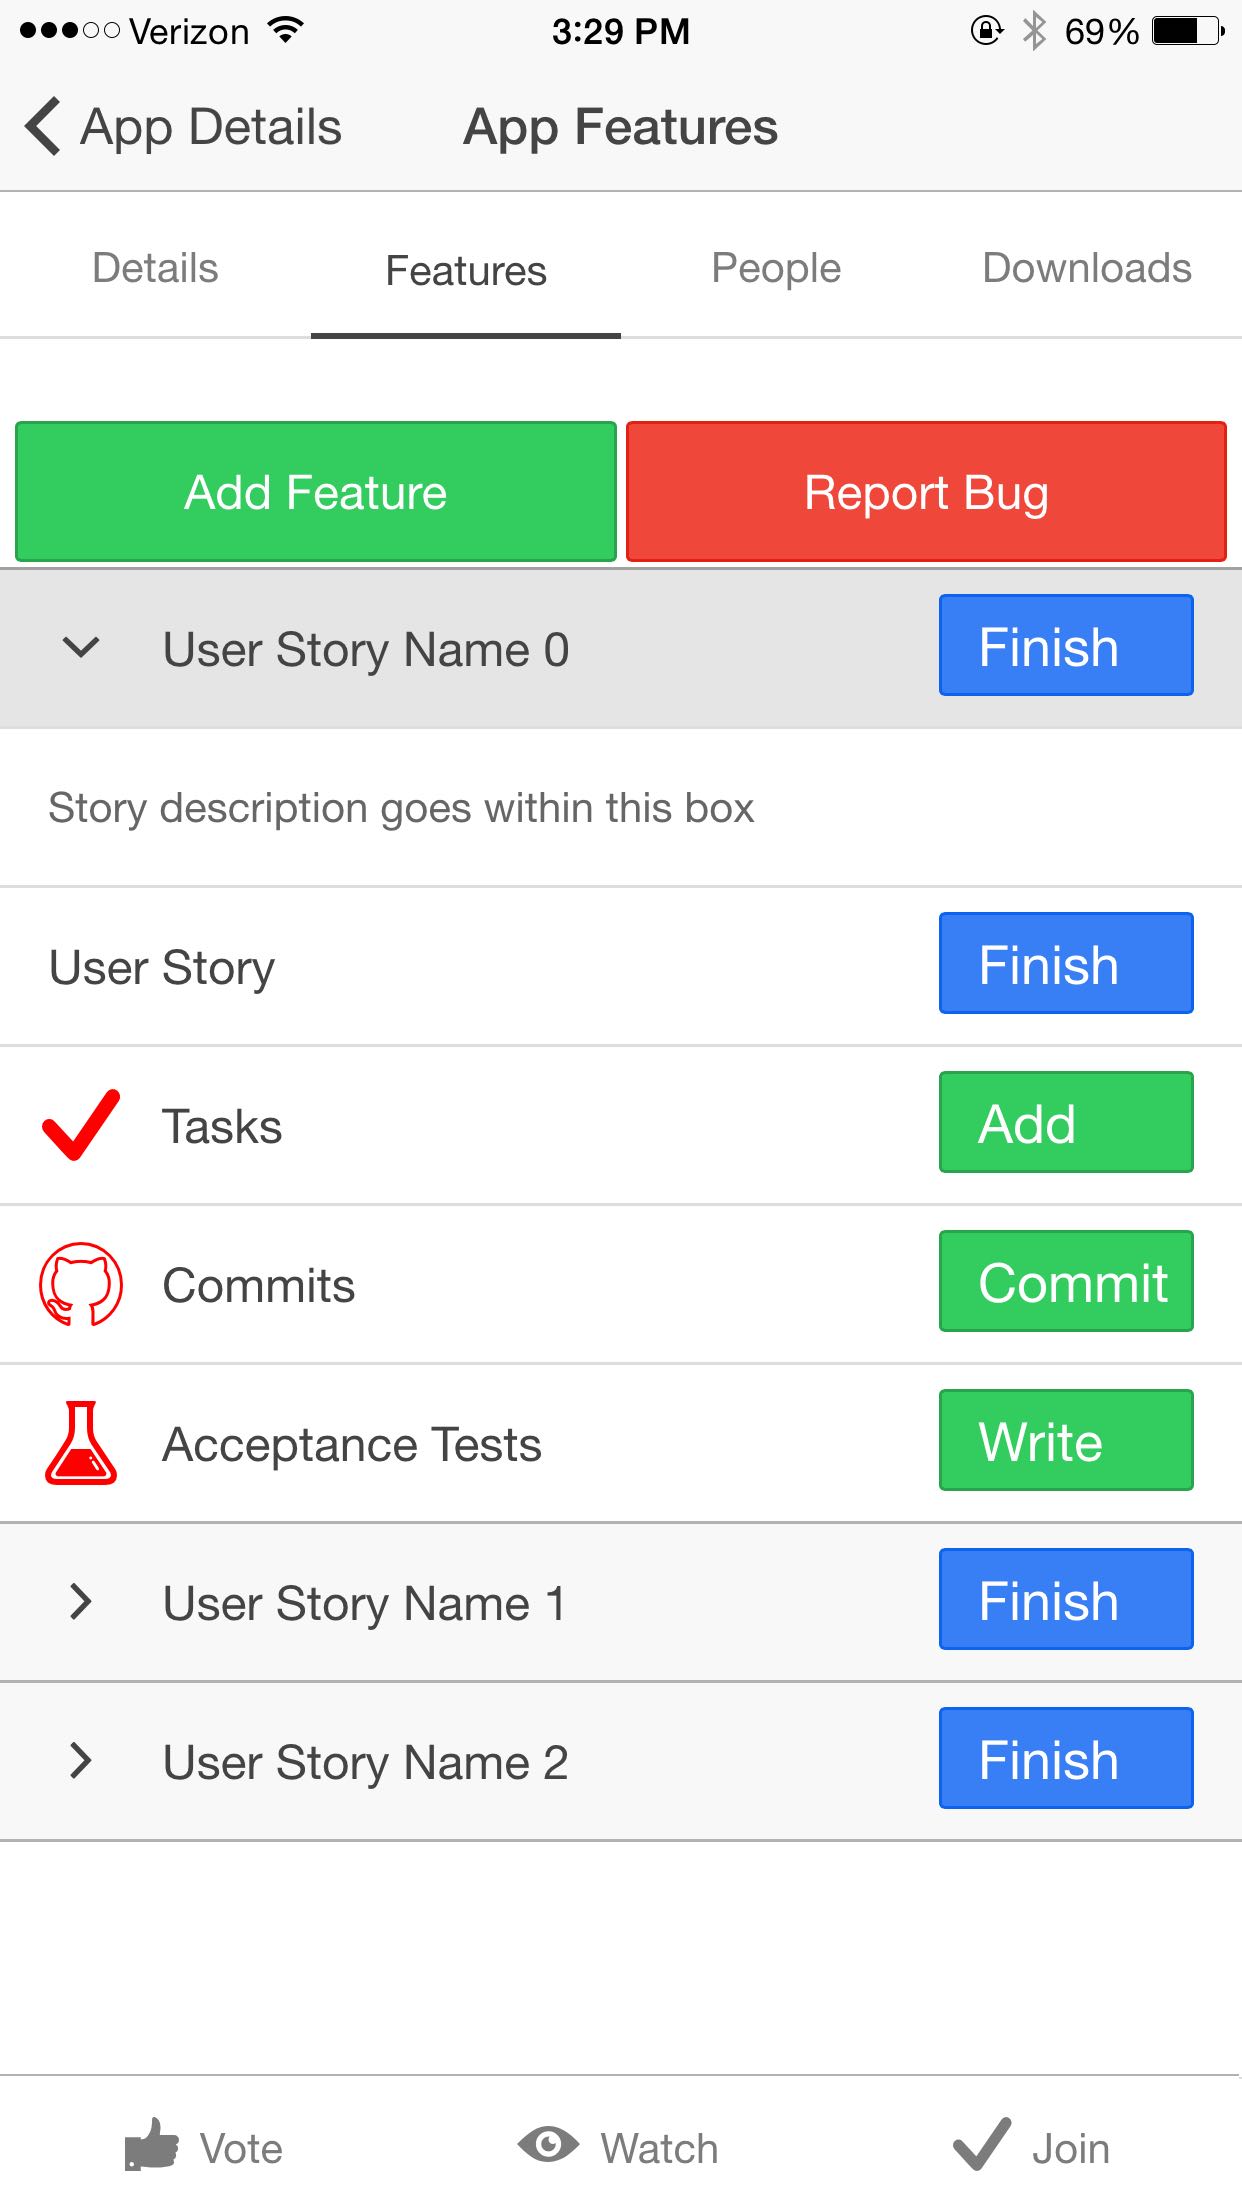 Verizon 3:29 PM 69%
App Details App Features
Details Features People Downloads
Add Feature Report Bug
User Story Name 0 Finish
Story description goes within this box
User Story Finish
Tasks Add
Commits Commit
Acceptance Tests Write
User Story Name 1 Finish
User Story Name 2 Finish
Vote Watch Join